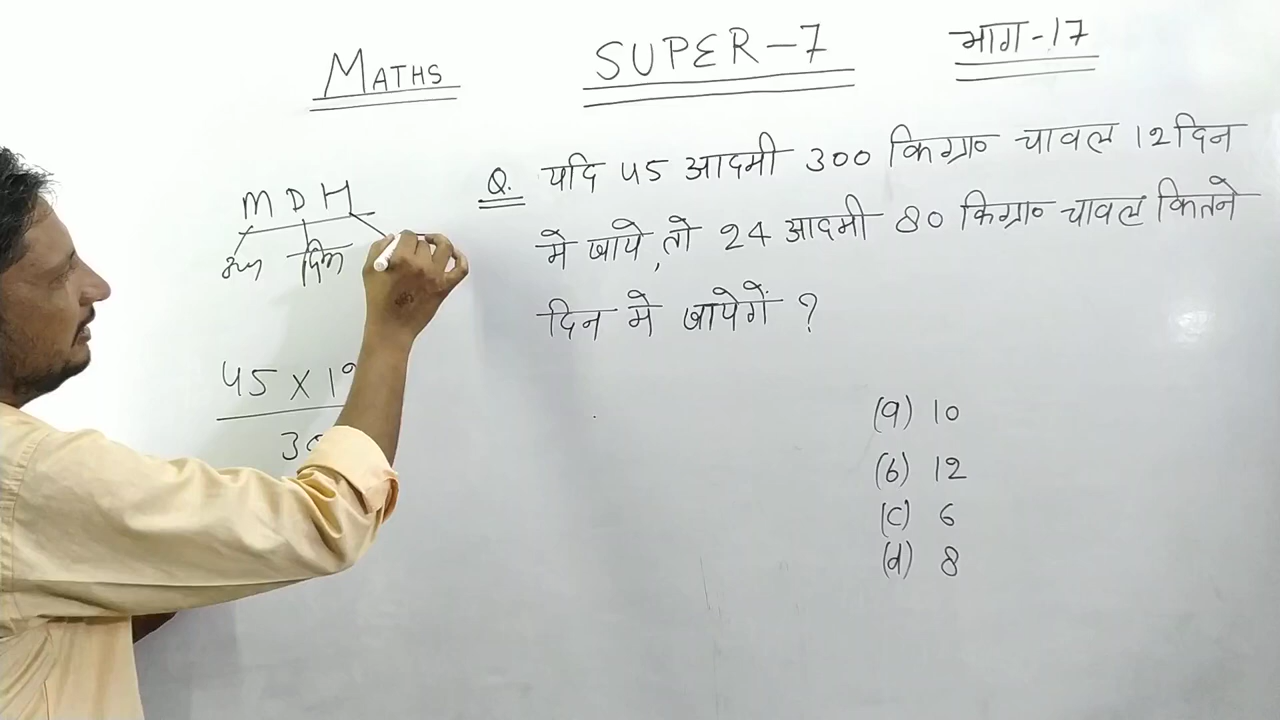 MATHS
SUPER-7
भाग-17
Q. यदि 45 आदमी 300 किग्रा० चावल 12 दिन
मे खाये, तो 24 आदमी 80 किग्रा० चावल कितने
दिन मे खायेगें ?
M D H
दिन
45 X 1
30
(a) 10
(b) 12
(c) 6
(d) 8